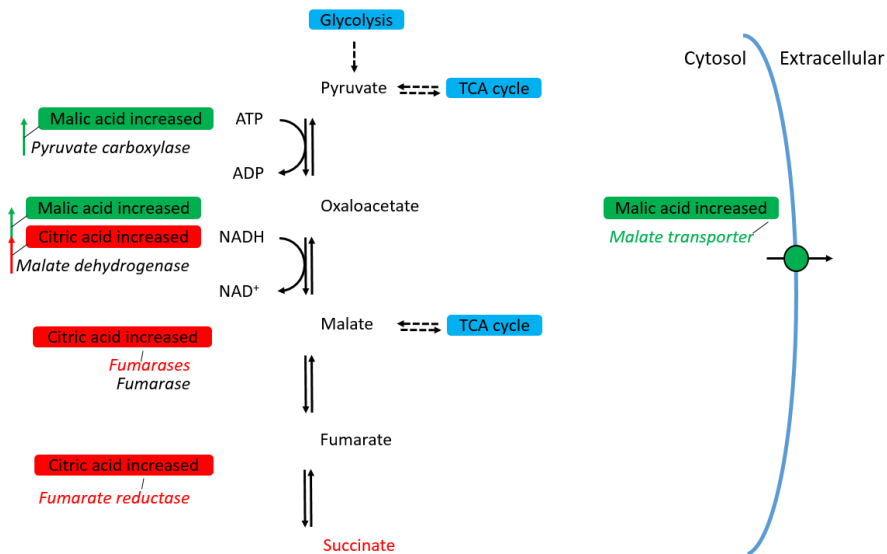 Glycolysis
Cytosol Extracellular
Pyruvate TCA cycle
Malic acid increased ATP
Pyruvate carboxylase
ADP
Malic acid increased Oxaloacetate Malic acid increased
Citric acid increased NADH Malate transporter
Malate dehydrogenase
NAD⁺
Malate TCA cycle
Citric acid increased
Fumarases
Fumarase
Fumarate
Citric acid increased
Fumarate reductase
Succinate